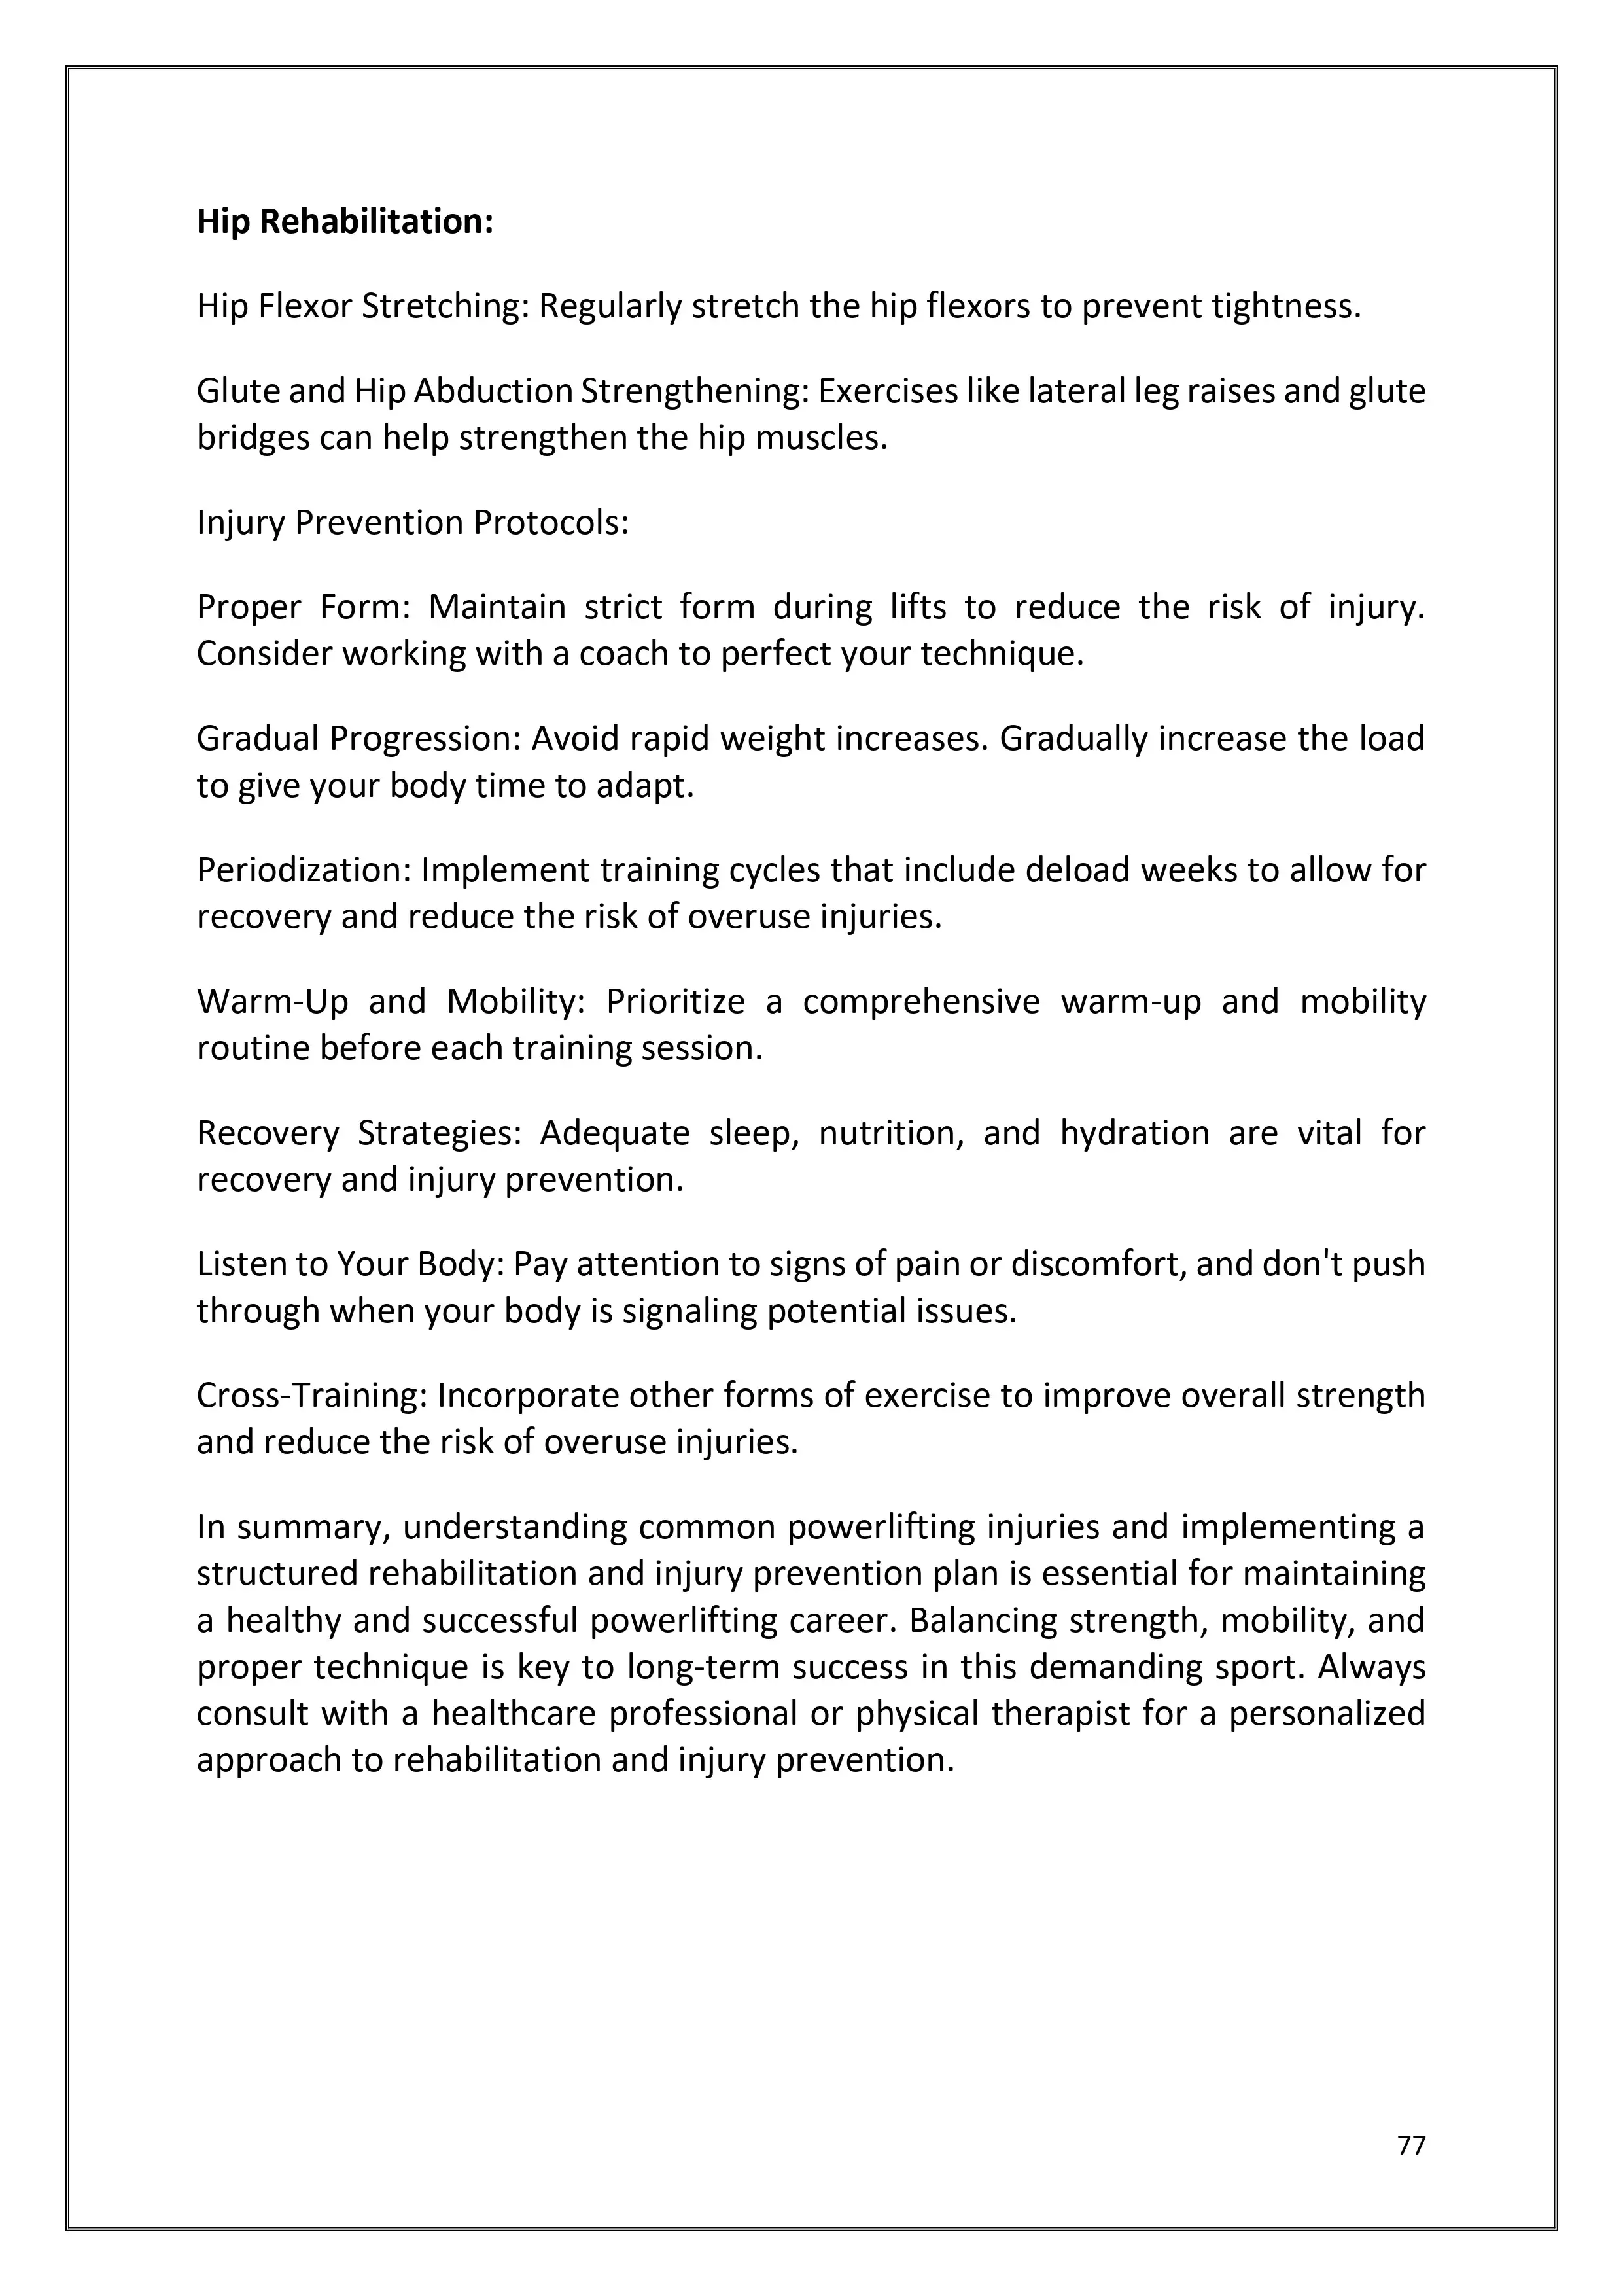 Hip Rehabilitation:
Hip Flexor Stretching: Regularly stretch the hip flexors to prevent tightness.
Glute and Hip Abduction Strengthening: Exercises like lateral leg raises and glute
bridges can help strengthen the hip muscles.
Injury Prevention Protocols:
Proper Form: Maintain strict form during lifts to reduce the risk of injury.
Consider working with a coach to perfect your technique.
Gradual Progression: Avoid rapid weight increases. Gradually increase the load
to give your body time to adapt.
Periodization: Implement training cycles that include deload weeks to allow for
recovery and reduce the risk of overuse injuries.
Warm-Up and Mobility: Prioritize a comprehensive warm-up and mobility
routine before each training session.
Recovery Strategies: Adequate sleep, nutrition, and hydration are vital for
recovery and injury prevention.
Listen to Your Body: Pay attention to signs of pain or discomfort, and don't push
through when your body is signaling potential issues.
Cross-Training: Incorporate other forms of exercise to improve overall strength
and reduce the risk of overuse injuries.
In summary, understanding common powerlifting injuries and implementing a
structured rehabilitation and injury prevention plan is essential for maintaining
a healthy and successful powerlifting career. Balancing strength, mobility, and
proper technique is key to long-term success in this demanding sport. Always
consult with a healthcare professional or physical therapist for a personalized
approach to rehabilitation and injury prevention.
77